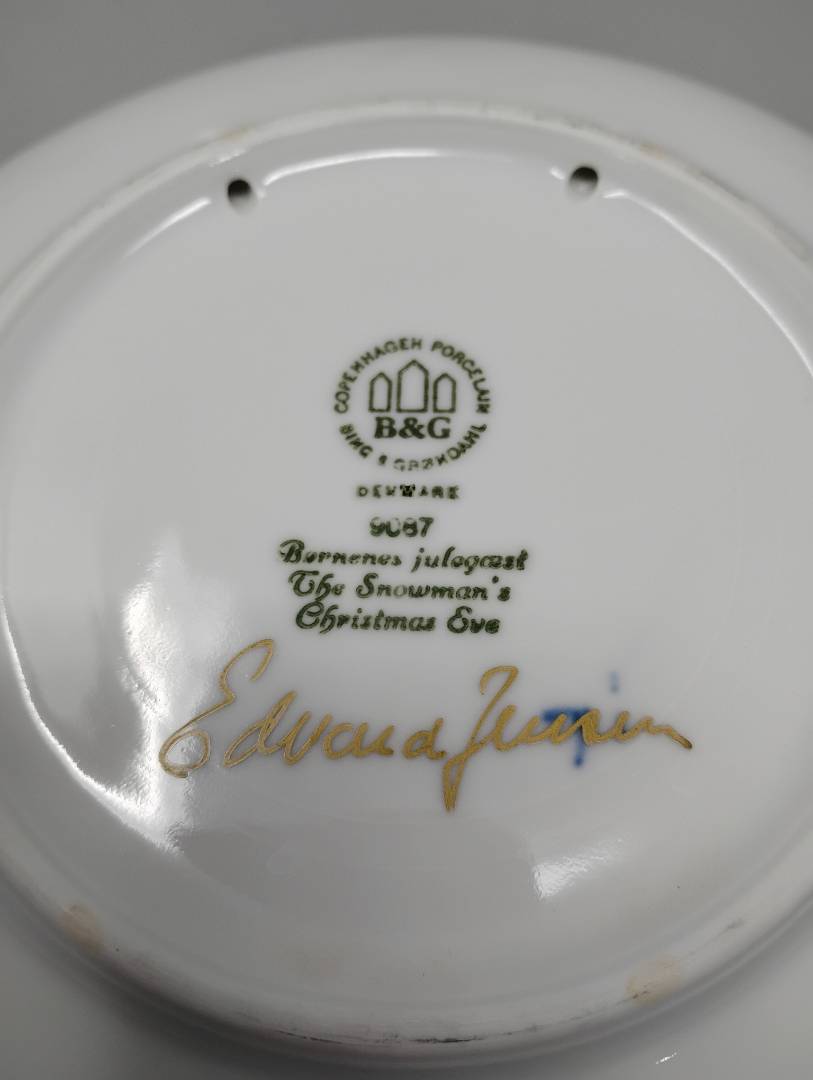 COPENHAGEN PORCELAIN
B&G
BING & GRØNDAHL
DENMARK
9087
Børnenes julegæst
The Snowman's
Christmas Eve
Edvard Jensen